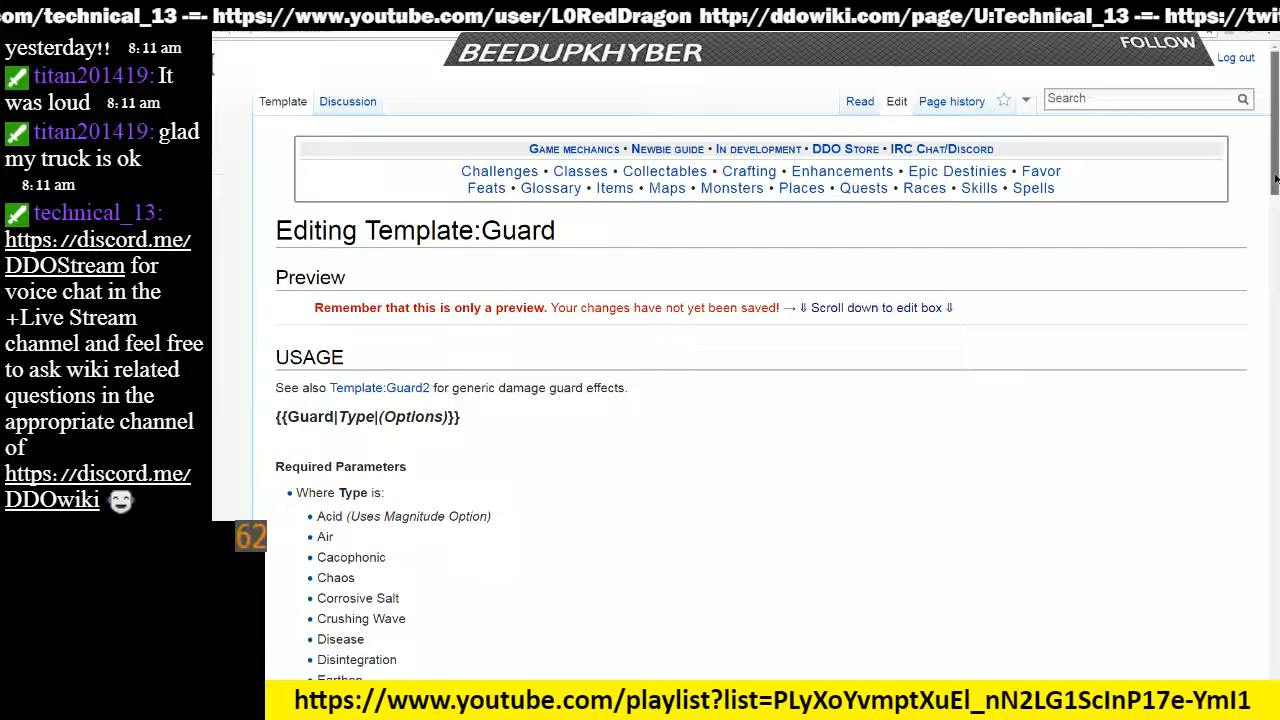 com/technical_13 -=- https://www.youtube.com/user/L0RedDragon http://ddowiki.com/page/U:Technical_13 -=- https://twi
yesterday!! 8:11 am
titan201419: It
was loud 8:11 am
titan201419: glad
my truck is ok
8:11 am
technical_13:
https://discord.me/
DDOStream for
voice chat in the
+Live Stream
channel and feel free
to ask wiki related
questions in the
appropriate channel
of
https://discord.me/
DDOwiki
BEEDUPKHYBER
FOLLOW
Log out
Template Discussion Read Edit Page history Search
Game mechanics • Newbie guide • In development • DDO Store • IRC Chat/Discord
Challenges • Classes • Collectables • Crafting • Enhancements • Epic Destinies • Favor
Feats • Glossary • Items • Maps • Monsters • Places • Quests • Races • Skills • Spells
Editing Template:Guard
Preview
Remember that this is only a preview. Your changes have not yet been saved! → ⇓ Scroll down to edit box ⇓
USAGE
See also Template:Guard2 for generic damage guard effects.
{{Guard|Type|(Options)}}
Required Parameters
• Where Type is:
• Acid (Uses Magnitude Option)
• Air
• Cacophonic
• Chaos
• Corrosive Salt
• Crushing Wave
• Disease
• Disintegration
• Earthen
62
https://www.youtube.com/playlist?list=PLyXoYvmptXuEl_nN2LG1ScInP17e-YmI1